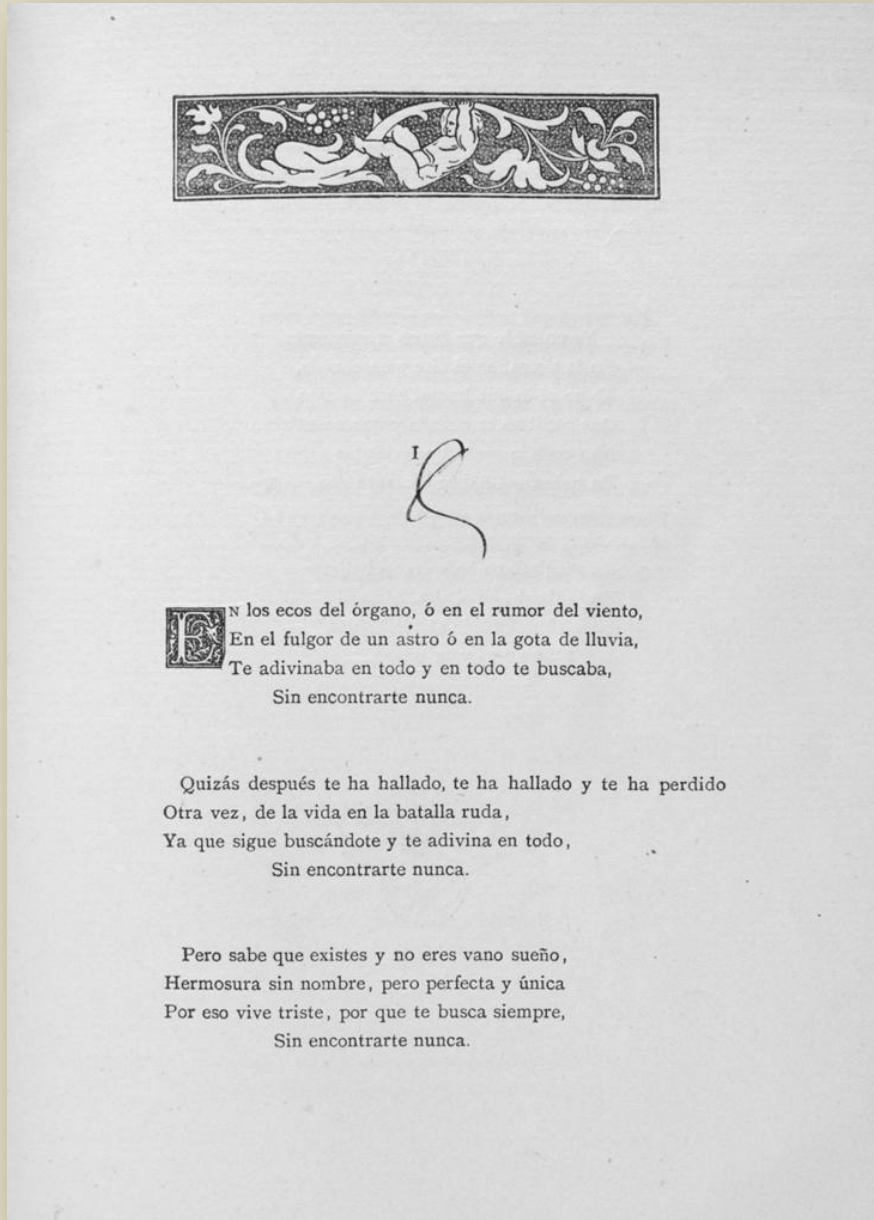 I
EN los ecos del órgano, ó en el rumor del viento,
En el fulgor de un astro ó en la gota de lluvia,
Te adivinaba en todo y en todo te buscaba,
Sin encontrarte nunca.
Quizás después te ha hallado, te ha hallado y te ha perdido
Otra vez, de la vida en la batalla ruda,
Ya que sigue buscándote y te adivina en todo,
Sin encontrarte nunca.
Pero sabe que existes y no eres vano sueño,
Hermosura sin nombre, pero perfecta y única
Por eso vive triste, por que te busca siempre,
Sin encontrarte nunca.